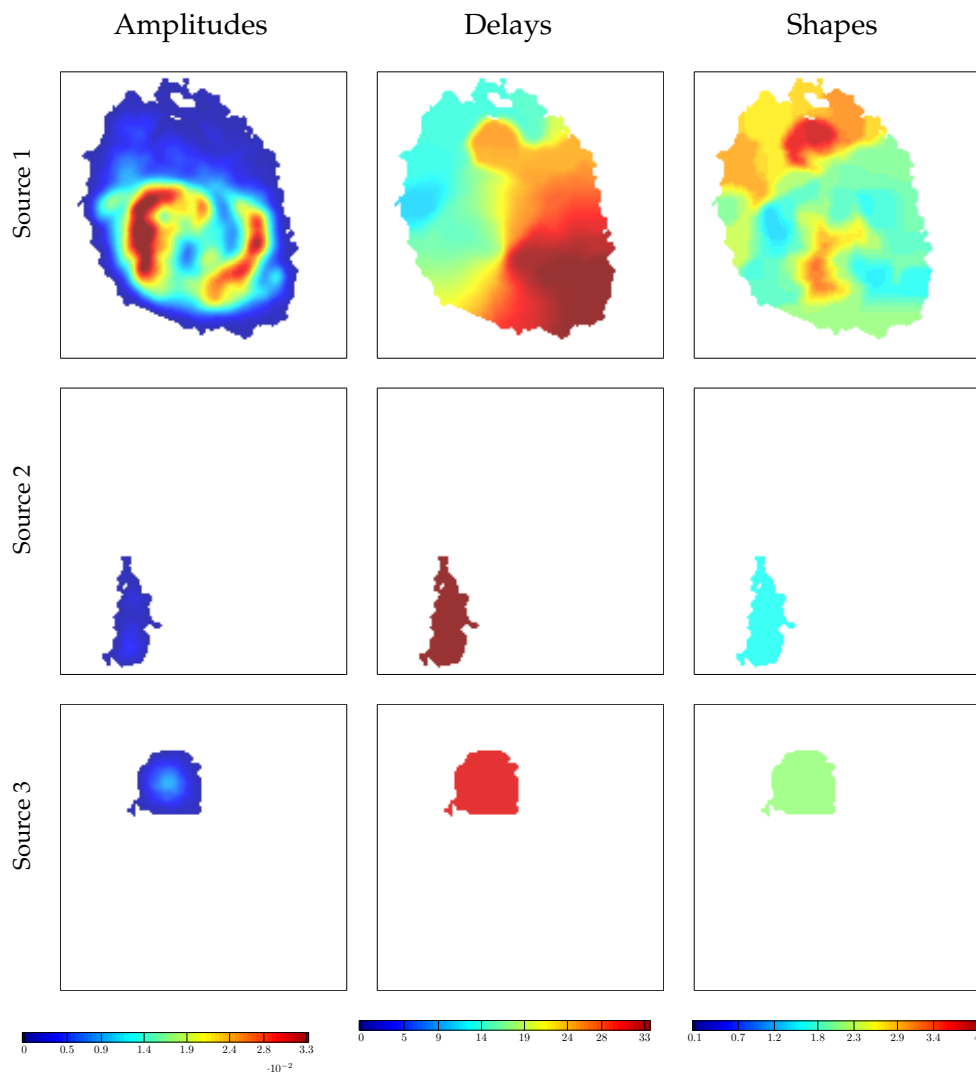 Amplitudes Delays Shapes
Source 1
Source 2
Source 3
0 0.5 0.9 1.4 1.9 2.4 2.8 3.3
·10⁻²
0 5 9 14 19 24 28 33
0.1 0.7 1.2 1.8 2.3 2.9 3.4 4